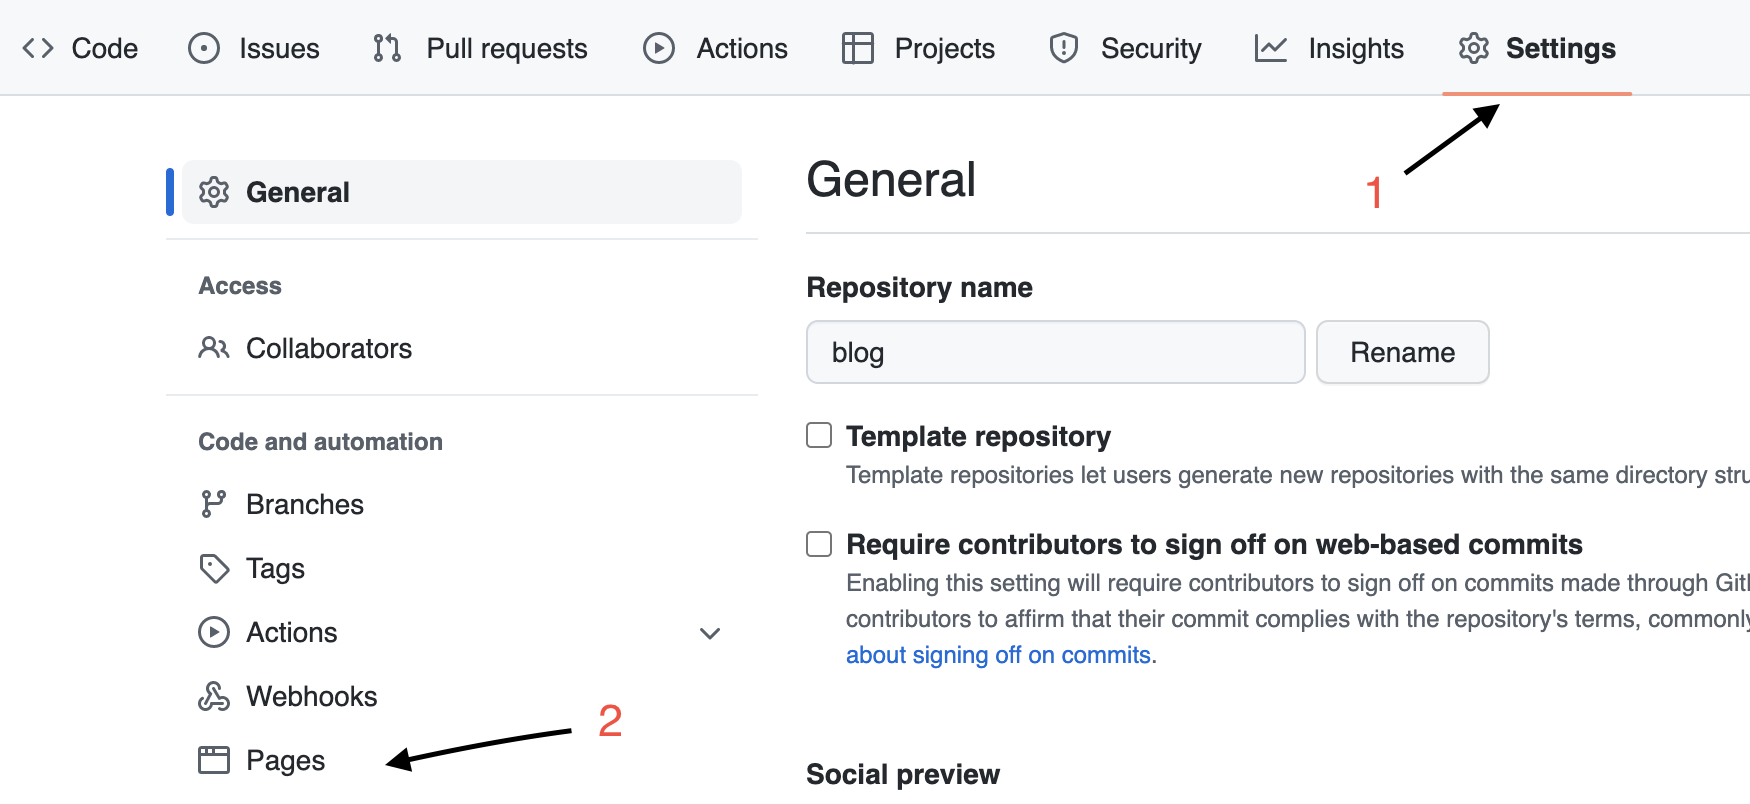 Code Issues Pull requests Actions Projects Security Insights Settings
1
General
Access
Collaborators
Code and automation
Branches
Tags
Actions
Webhooks
Pages
2
General
Repository name
blog Rename
Template repository
Template repositories let users generate new repositories with the same directory stru
Require contributors to sign off on web-based commits
Enabling this setting will require contributors to sign off on commits made through Git
contributors to affirm that their commit complies with the repository's terms, commonly
about signing off on commits.
Social preview